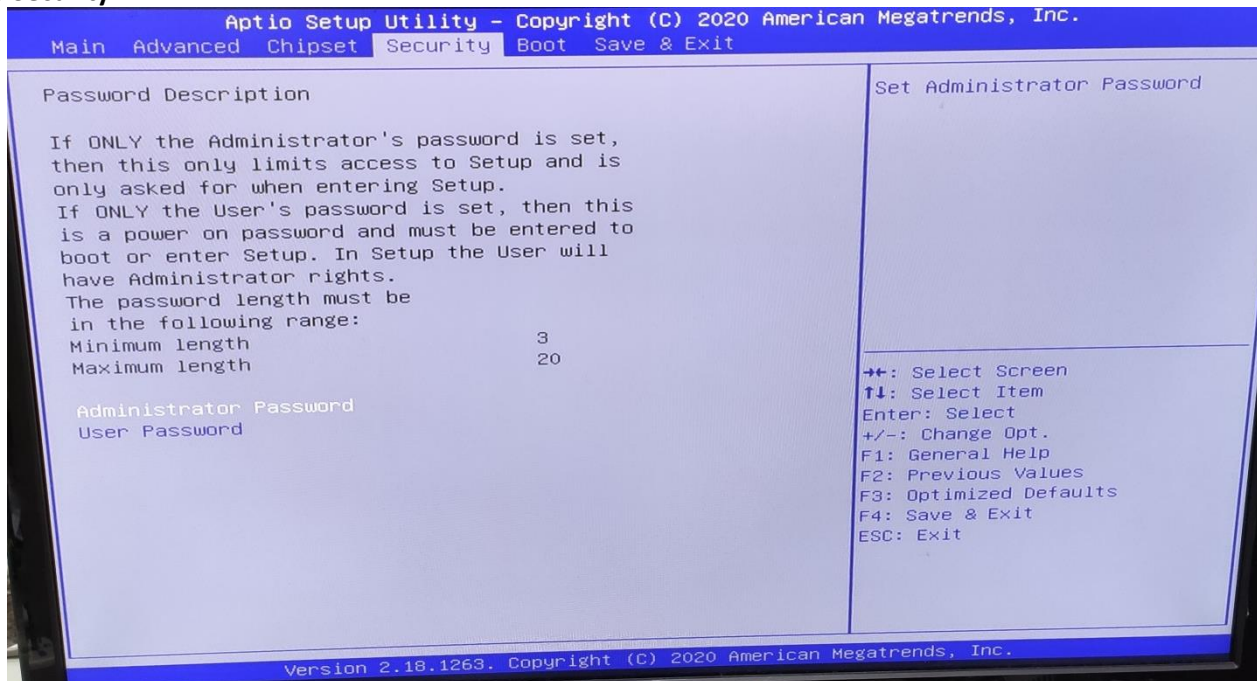 Aptio Setup Utility – Copyright (C) 2020 American Megatrends, Inc.
Main Advanced Chipset Security Boot Save & Exit
Password Description
If ONLY the Administrator's password is set,
then this only limits access to Setup and is
only asked for when entering Setup.
If ONLY the User's password is set, then this
is a power on password and must be entered to
boot or enter Setup. In Setup the User will
have Administrator rights.
The password length must be
in the following range:
Minimum length 3
Maximum length 20
Administrator Password
User Password
Set Administrator Password
→←: Select Screen
↑↓: Select Item
Enter: Select
+/-: Change Opt.
F1: General Help
F2: Previous Values
F3: Optimized Defaults
F4: Save & Exit
ESC: Exit
Version 2.18.1263. Copyright (C) 2020 American Megatrends, Inc.